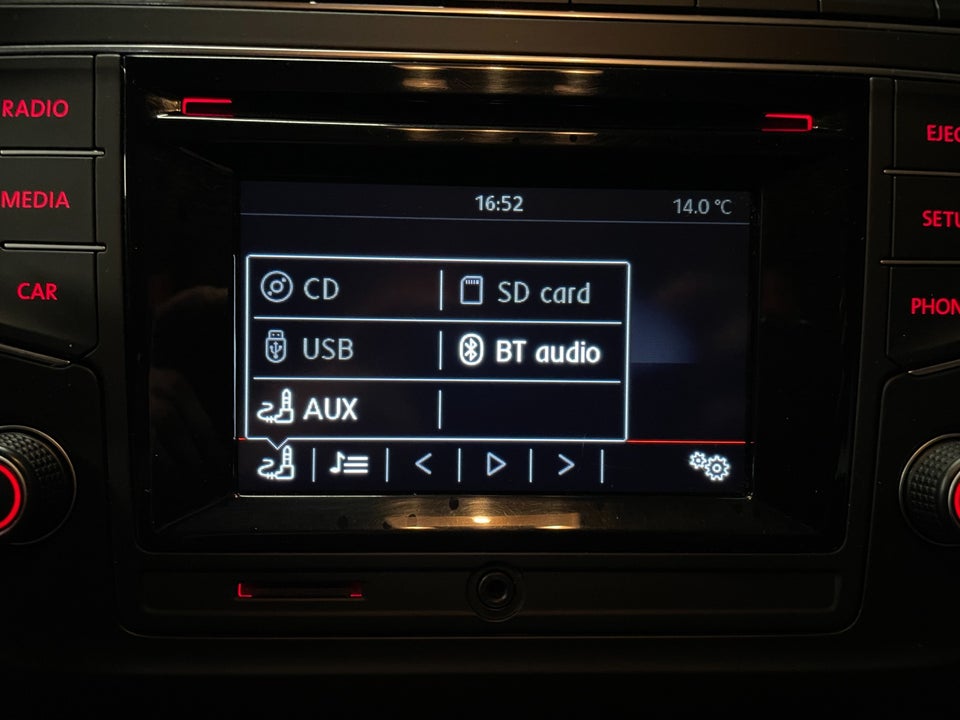 RADIO
MEDIA
CAR
16:52
14.0 °C
CD
SD card
USB
BT audio
AUX
EJEC
SETU
PHON